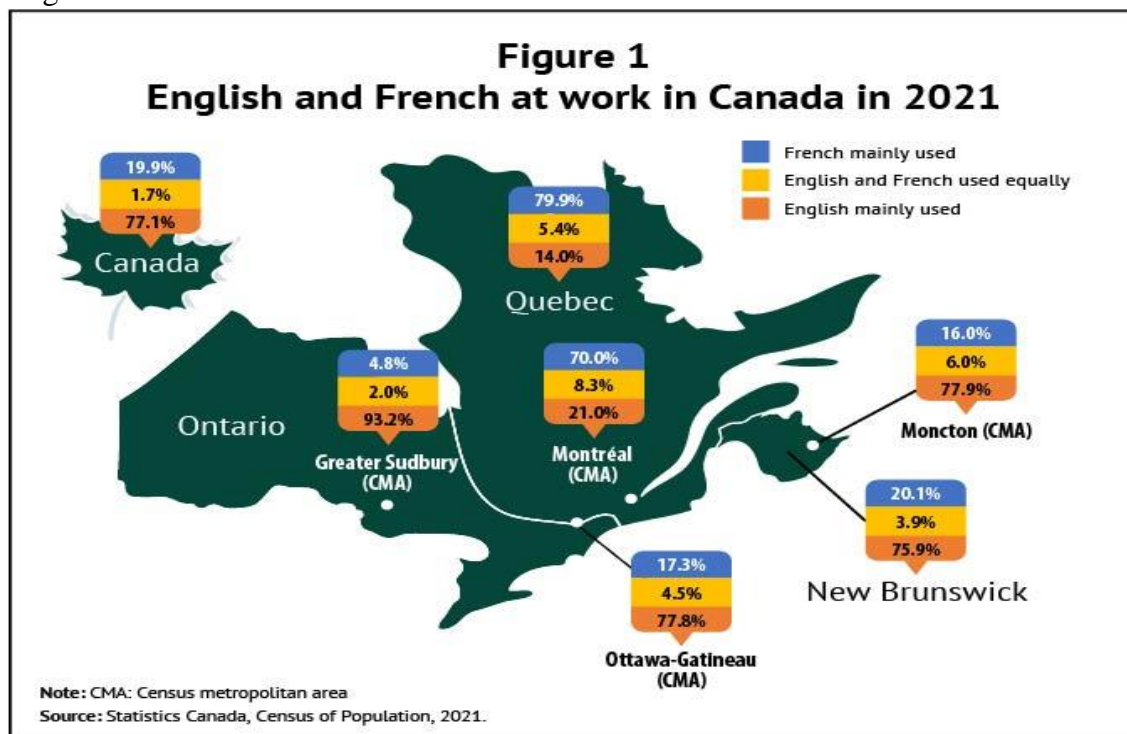 Figure 1
English and French at work in Canada in 2021
French mainly used
English and French used equally
English mainly used
19.9%
1.7%
77.1%
Canada
79.9%
5.4%
14.0%
Quebec
Ontario
4.8%
2.0%
93.2%
Greater Sudbury
(CMA)
70.0%
8.3%
21.0%
Montréal
(CMA)
16.0%
6.0%
77.9%
Moncton (CMA)
20.1%
3.9%
75.9%
New Brunswick
17.3%
4.5%
77.8%
Ottawa-Gatineau
(CMA)
Note: CMA: Census metropolitan area
Source: Statistics Canada, Census of Population, 2021.